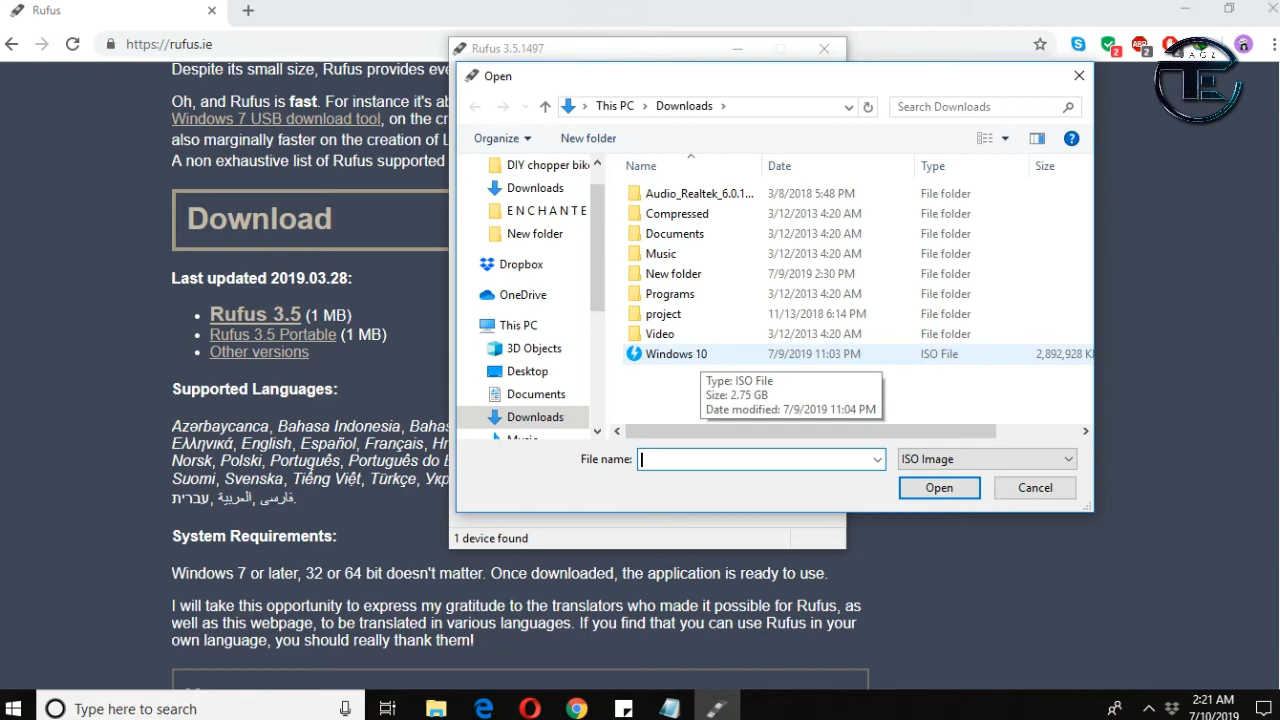 Rufus
https://rufus.ie
2
ABP
2
AGZ
Despite its small size, Rufus provides eve
Oh, and Rufus is fast. For instance it's ab
Windows 7 USB download tool, on the cr
also marginally faster on the creation of L
A non exhaustive list of Rufus supported
Download
Last updated 2019.03.28:
Rufus 3.5 (1 MB)
Rufus 3.5 Portable (1 MB)
Other versions
Supported Languages:
Azərbaycanca, Bahasa Indonesia, Bahas
Ελληνικά, English, Español, Français, Hr
Norsk, Polski, Português, Português do B
Suomi, Svenska, Tiếng Việt, Türkçe, Укр
עברית, العربية, فارسی.
System Requirements:
Windows 7 or later, 32 or 64 bit doesn't matter. Once downloaded, the application is ready to use.
I will take this opportunity to express my gratitude to the translators who made it possible for Rufus, as
well as this webpage, to be translated in various languages. If you find that you can use Rufus in your
own language, you should really thank them!
Rufus 3.5.1497
Open
This PC > Downloads >
Search Downloads
Organize
New folder
DIY chopper bike
Downloads
E N C H A N T E
New folder
Dropbox
OneDrive
This PC
3D Objects
Desktop
Documents
Downloads
Music
Name Date Type Size
Audio_Realtek_6.0.1... 3/8/2018 5:48 PM File folder
Compressed 3/12/2013 4:20 AM File folder
Documents 3/12/2013 4:20 AM File folder
Music 3/12/2013 4:20 AM File folder
New folder 7/9/2019 2:30 PM File folder
Programs 3/12/2013 4:20 AM File folder
project 11/13/2018 6:14 PM File folder
Video 3/12/2013 4:20 AM File folder
Windows 10 7/9/2019 11:03 PM ISO File 2,892,928 K
Type: ISO File
Size: 2.75 GB
Date modified: 7/9/2019 11:04 PM
File name:
ISO Image
Open
Cancel
1 device found
Type here to search
2:21 AM
7/10/2019